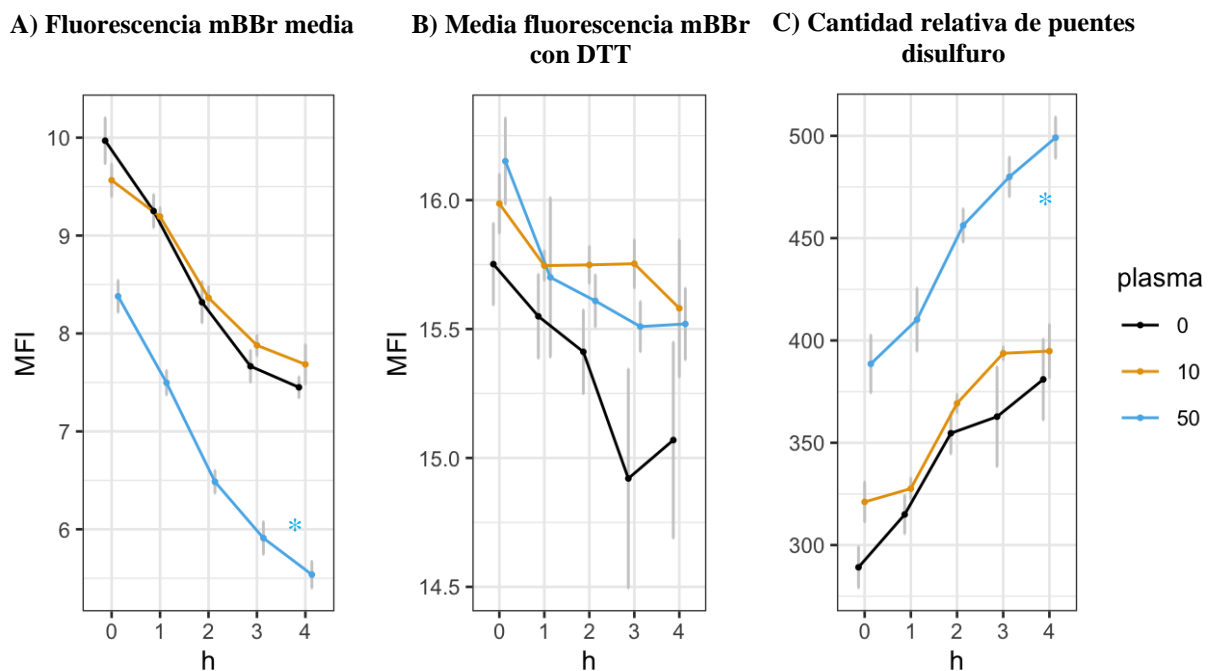 A) Fluorescencia mBBr media
B) Media fluorescencia mBBr
con DTT
C) Cantidad relativa de puentes
disulfuro
MFI
10
9
8
7
6
0 1 2 3 4
h
*
MFI
16.0
15.5
15.0
14.5
0 1 2 3 4
h
500
450
400
350
300
0 1 2 3 4
h
*
plasma
0
10
50